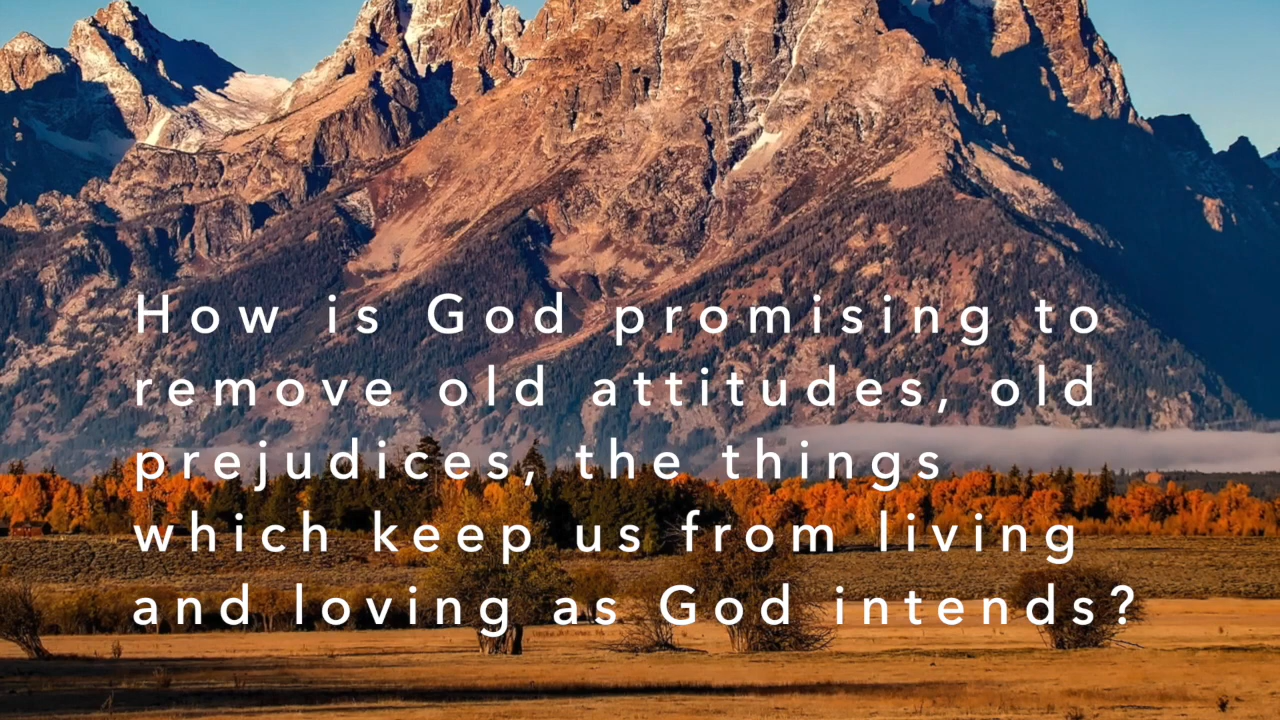 How is God promising to
remove old attitudes, old
prejudices, the things
which keep us from living
and loving as God intends?